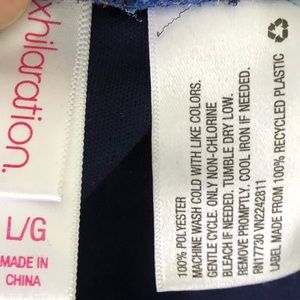 xhilaration.
L/G
MADE IN
CHINA
100% POLYESTER
MACHINE WASH COLD WITH LIKE COLORS.
GENTLE CYCLE. ONLY NON-CHLORINE
BLEACH IF NEEDED. TUMBLE DRY LOW.
REMOVE PROMPTLY. COOL IRON IF NEEDED.
RN17730 VN2242811
LABEL MADE FROM 100% RECYCLED PLASTIC